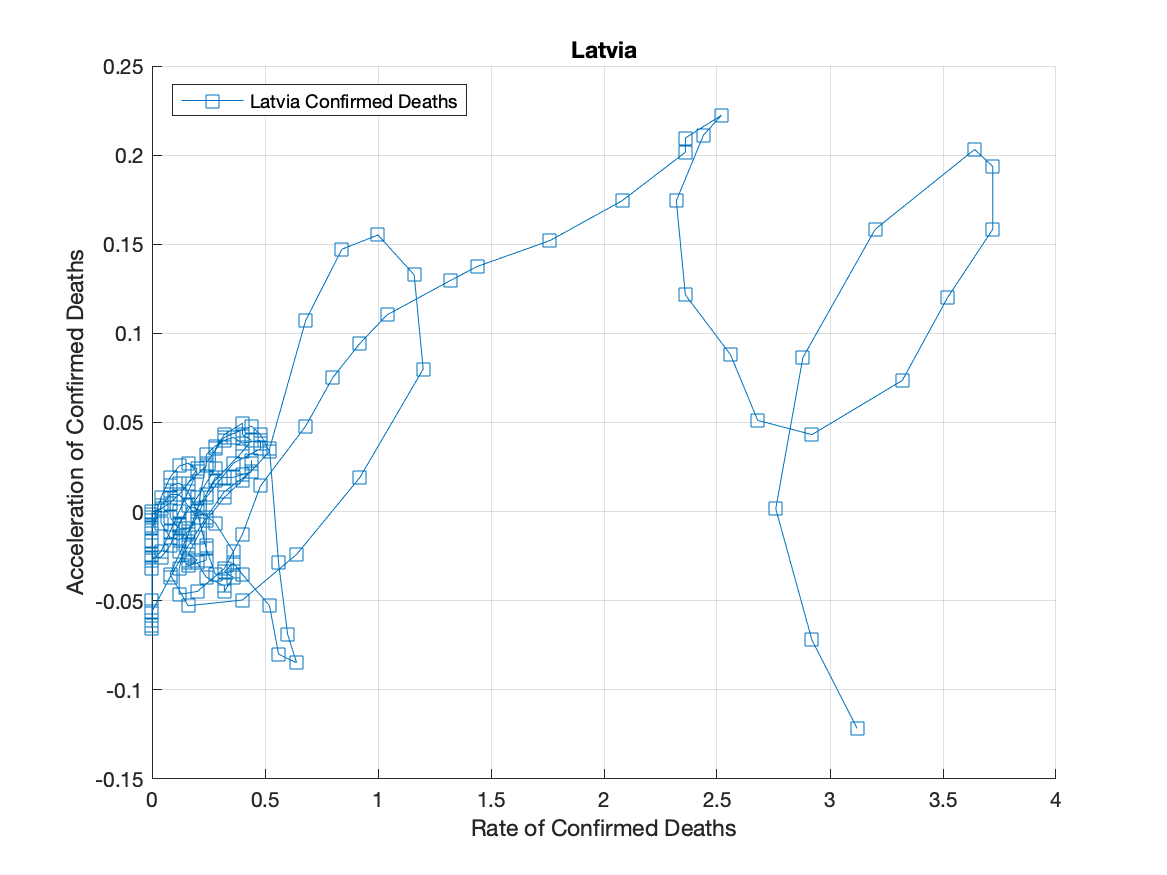 Latvia
Latvia Confirmed Deaths
Acceleration of Confirmed Deaths
0.25
0.2
0.15
0.1
0.05
0
-0.05
-0.1
-0.15
0 0.5 1 1.5 2 2.5 3 3.5 4
Rate of Confirmed Deaths